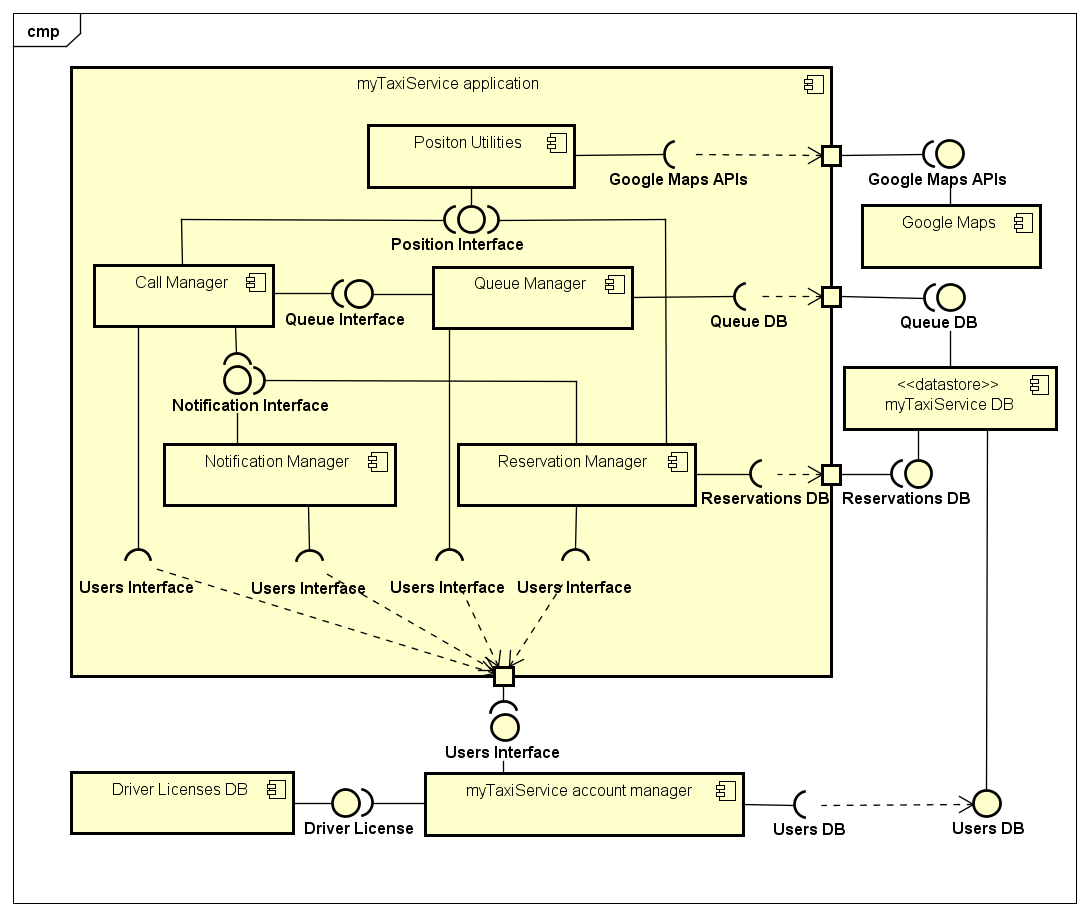 cmp
myTaxiService application
Positon Utilities
Google Maps APIs
Google Maps APIs
Position Interface
Google Maps
Call Manager
Queue Manager
Queue Interface
Queue DB
Queue DB
<<datastore>>
myTaxiService DB
Notification Interface
Notification Manager
Reservation Manager
Reservations DB
Reservations DB
Users Interface
Users Interface
Users Interface
Users Interface
Users Interface
Driver Licenses DB
myTaxiService account manager
Driver License
Users DB
Users DB